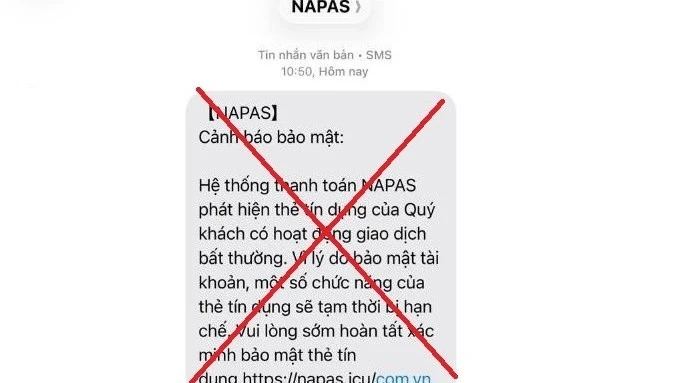 NAPAS
Tin nhắn văn bản • SMS
10:50, Hôm nay
【NAPAS】
Cảnh báo bảo mật:
Hệ thống thanh toán NAPAS
phát hiện thẻ tín dụng của Quý
khách có hoạt động giao dịch
bất thường. Vì lý do bảo mật tài
khoản, một số chức năng của
thẻ tín dụng sẽ tạm thời bị hạn
chế. Vui lòng sớm hoàn tất xác
minh bảo mật thẻ tín
dụng https://napas.icu/com.vn